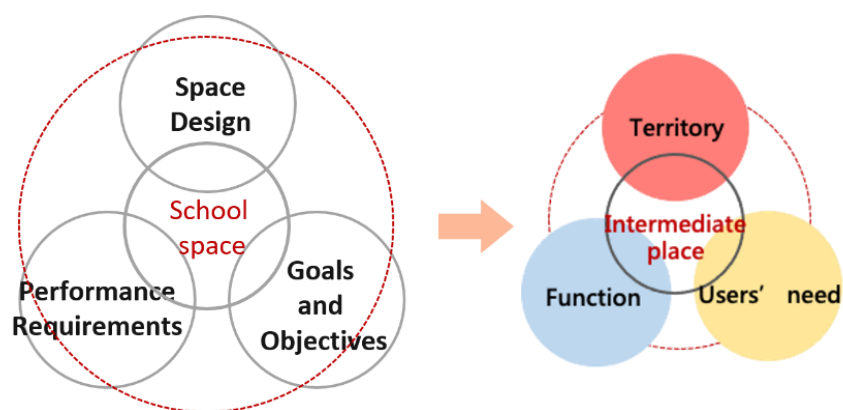 Space
Design
School
space
Performance
Requirements
Goals
and
Objectives
Territory
Intermediate
place
Function
Users' need